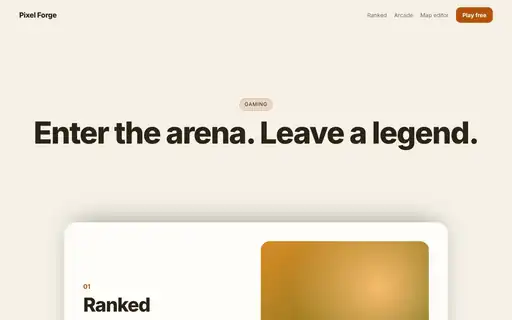 Pixel Forge
Ranked
Arcade
Map editor
Play free
GAMING
Enter the arena. Leave a legend.
01
Ranked